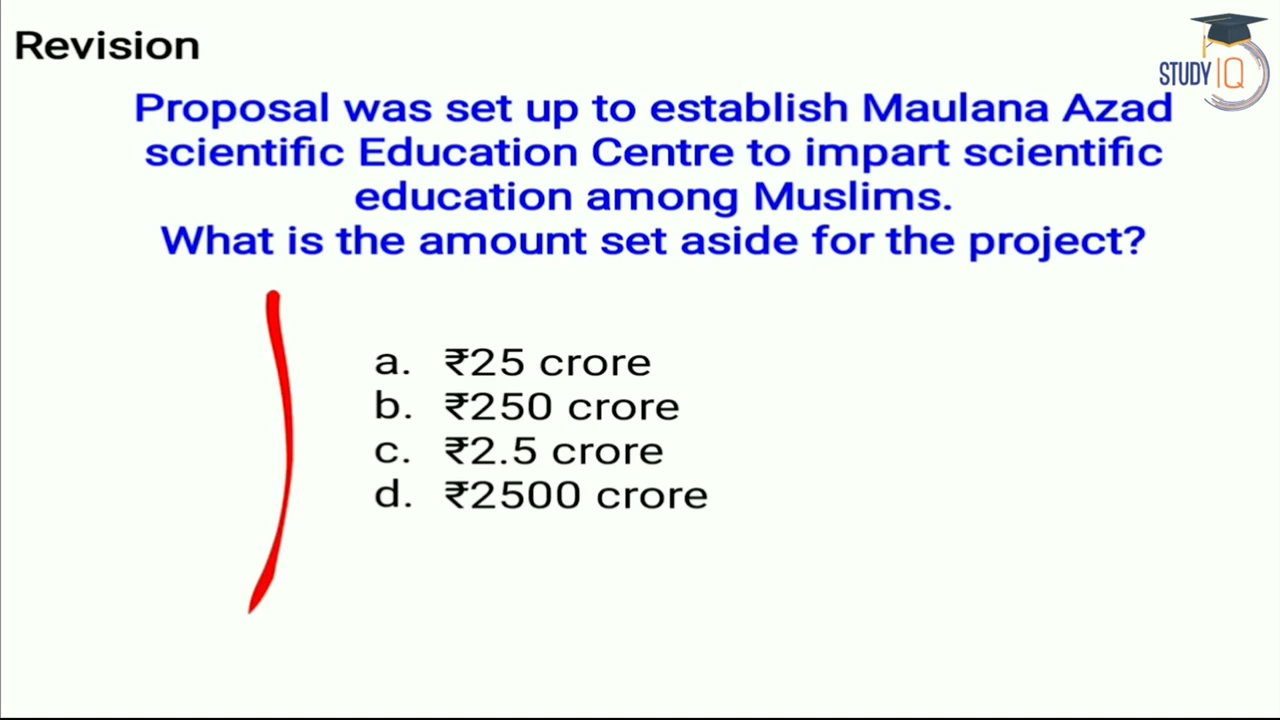 Revision
STUDY IQ
Proposal was set up to establish Maulana Azad
scientific Education Centre to impart scientific
education among Muslims.
What is the amount set aside for the project?
a. ₹25 crore
b. ₹250 crore
c. ₹2.5 crore
d. ₹2500 crore